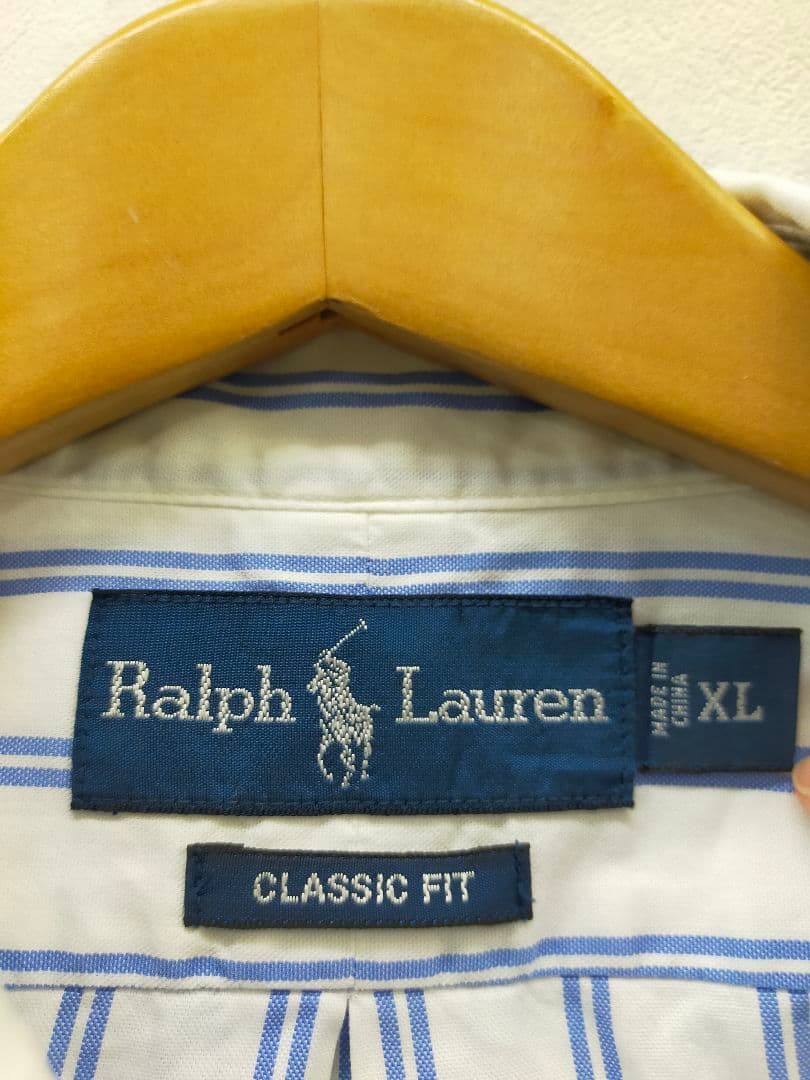 Ralph Lauren
MADE IN
CHINA
XL
CLASSIC FIT